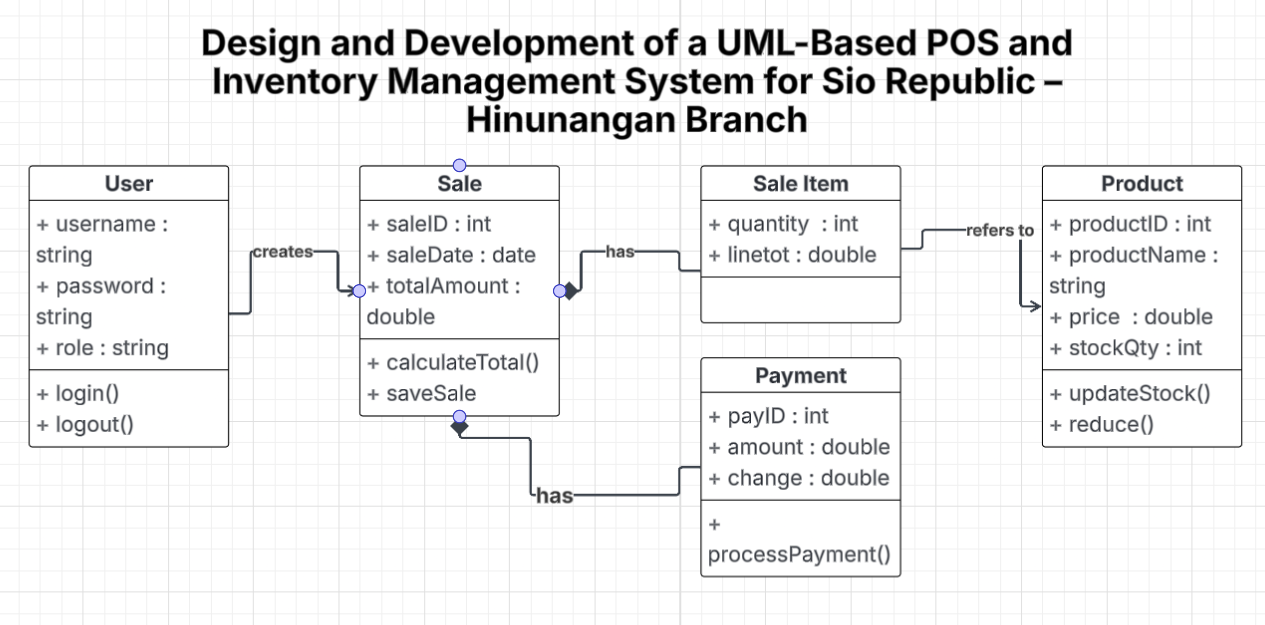 Design and Development of a UML-Based POS and
Inventory Management System for Sio Republic –
Hinunangan Branch
User
+ username :
string
+ password :
string
+ role : string
+ login()
+ logout()
creates
Sale
+ saleID : int
+ saleDate : date
+ totalAmount :
double
+ calculateTotal()
+ saveSale
has
has
Sale Item
+ quantity  : int
+ linetot : double
Payment
+ payID : int
+ amount : double
+ change : double
+
processPayment()
refers to
Product
+ productID : int
+ productName :
string
+ price  : double
+ stockQty : int
+ updateStock()
+ reduce()